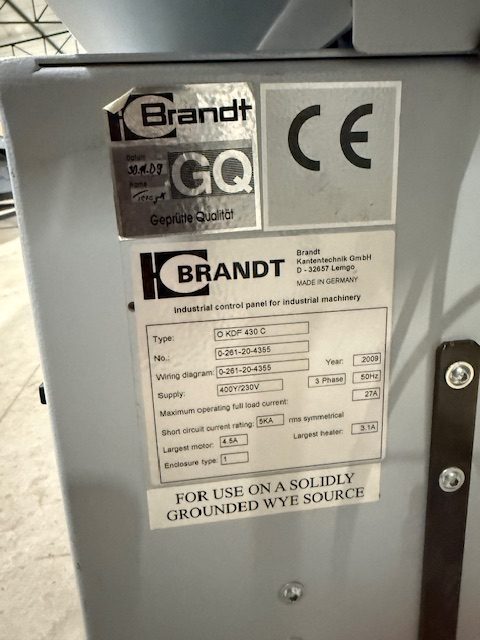 Brandt
Datum
30.11.09
Name
GQ
Geprüfte Qualität
CE
BRANDT
Brandt
Kantentechnik GmbH
D - 32657 Lemgo
MADE IN GERMANY
Industrial control panel for industrial machinery
Type: O KDF 430 C
No.: 0-261-20-4355 Year: 2009
Wiring diagram: 0-261-20-4355 3 Phase 50Hz
Supply: 400Y/230V
Maximum operating full load current: 27A
Short circuit current rating: 5KA rms symmetrical
Largest motor: 4.5A Largest heater: 3.1A
Enclosure type: 1
FOR USE ON A SOLIDLY
GROUNDED WYE SOURCE